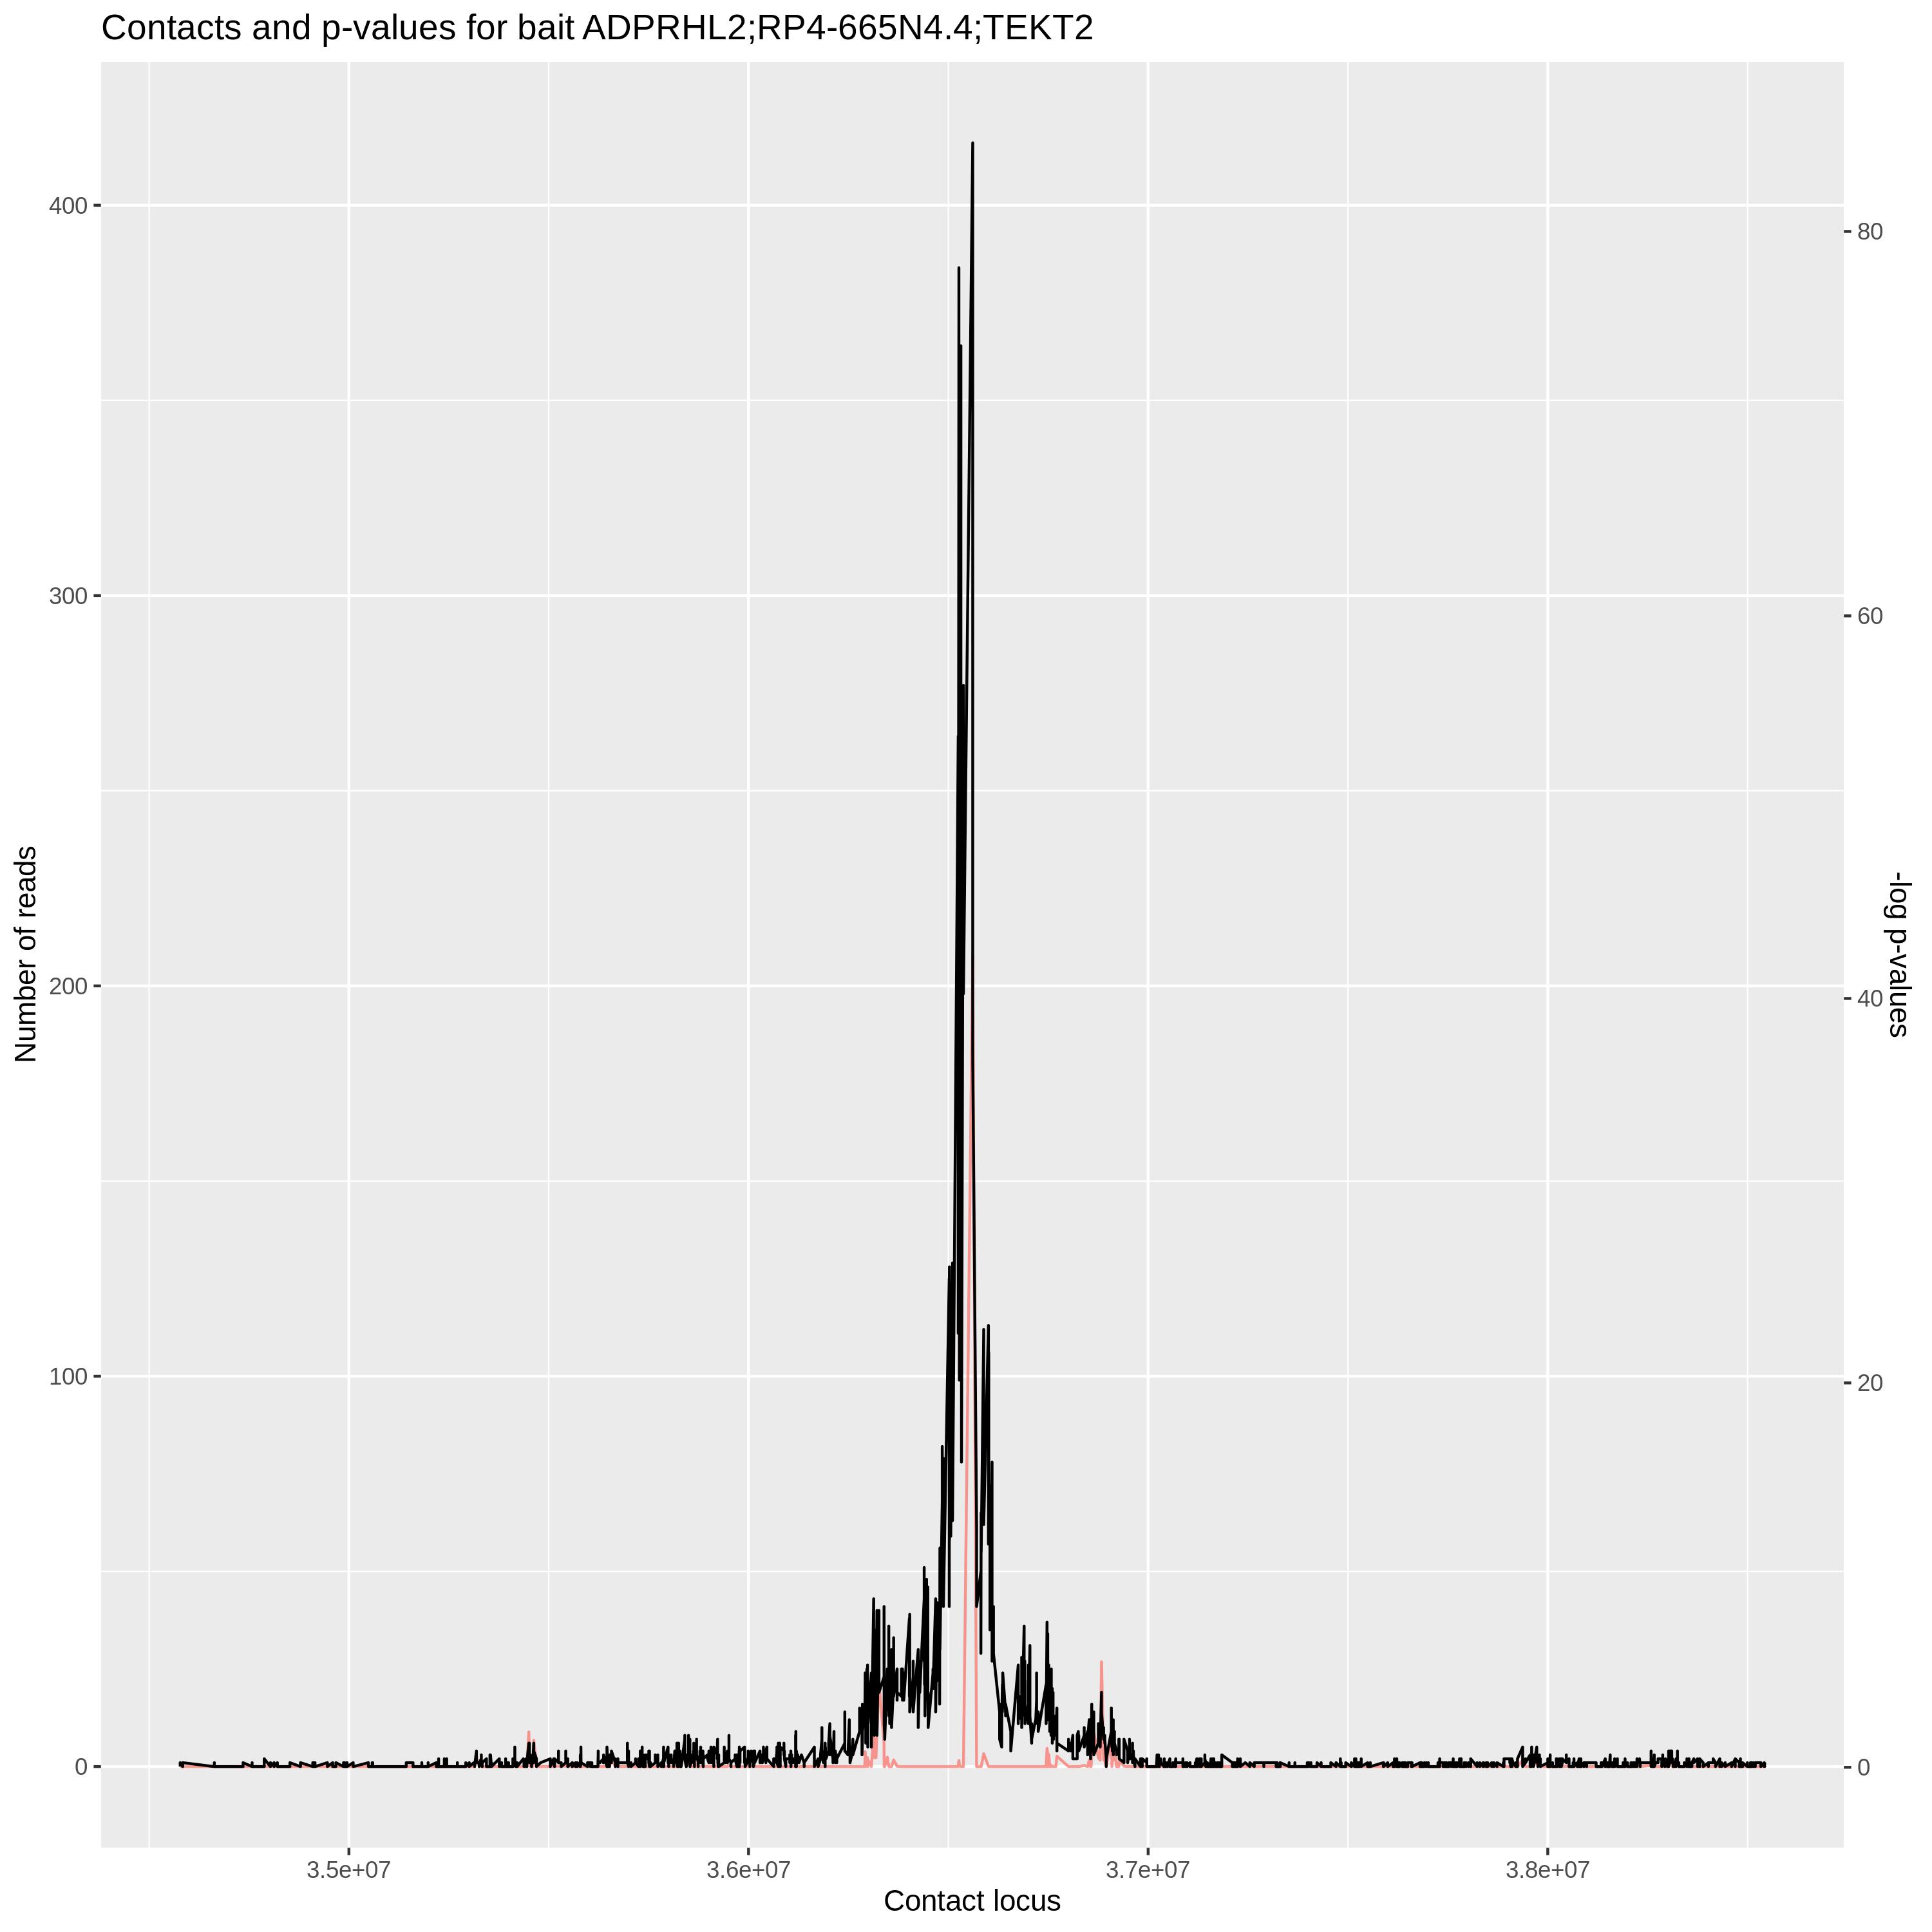 Contacts and p-values for bait ADPRHL2;RP4-665N4.4;TEKT2
400
300
200
100
0
Number of reads
80
60
40
20
0
-log p-values
3.5e+07 3.6e+07 3.7e+07 3.8e+07
Contact locus